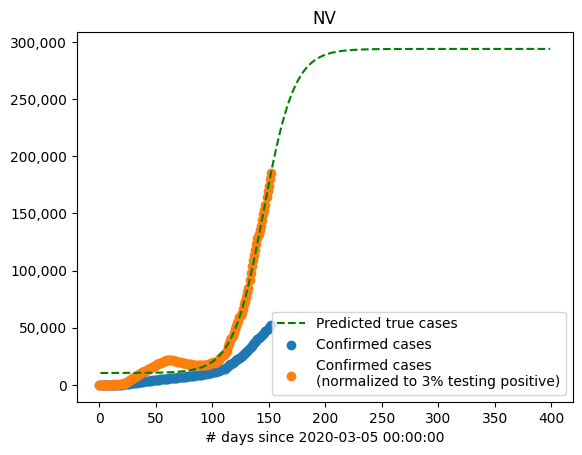 NV
300,000
250,000
200,000
150,000
100,000
50,000
0
Predicted true cases
Confirmed cases
Confirmed cases
(normalized to 3% testing positive)
0 50 100 150 200 250 300 350 400
# days since 2020-03-05 00:00:00